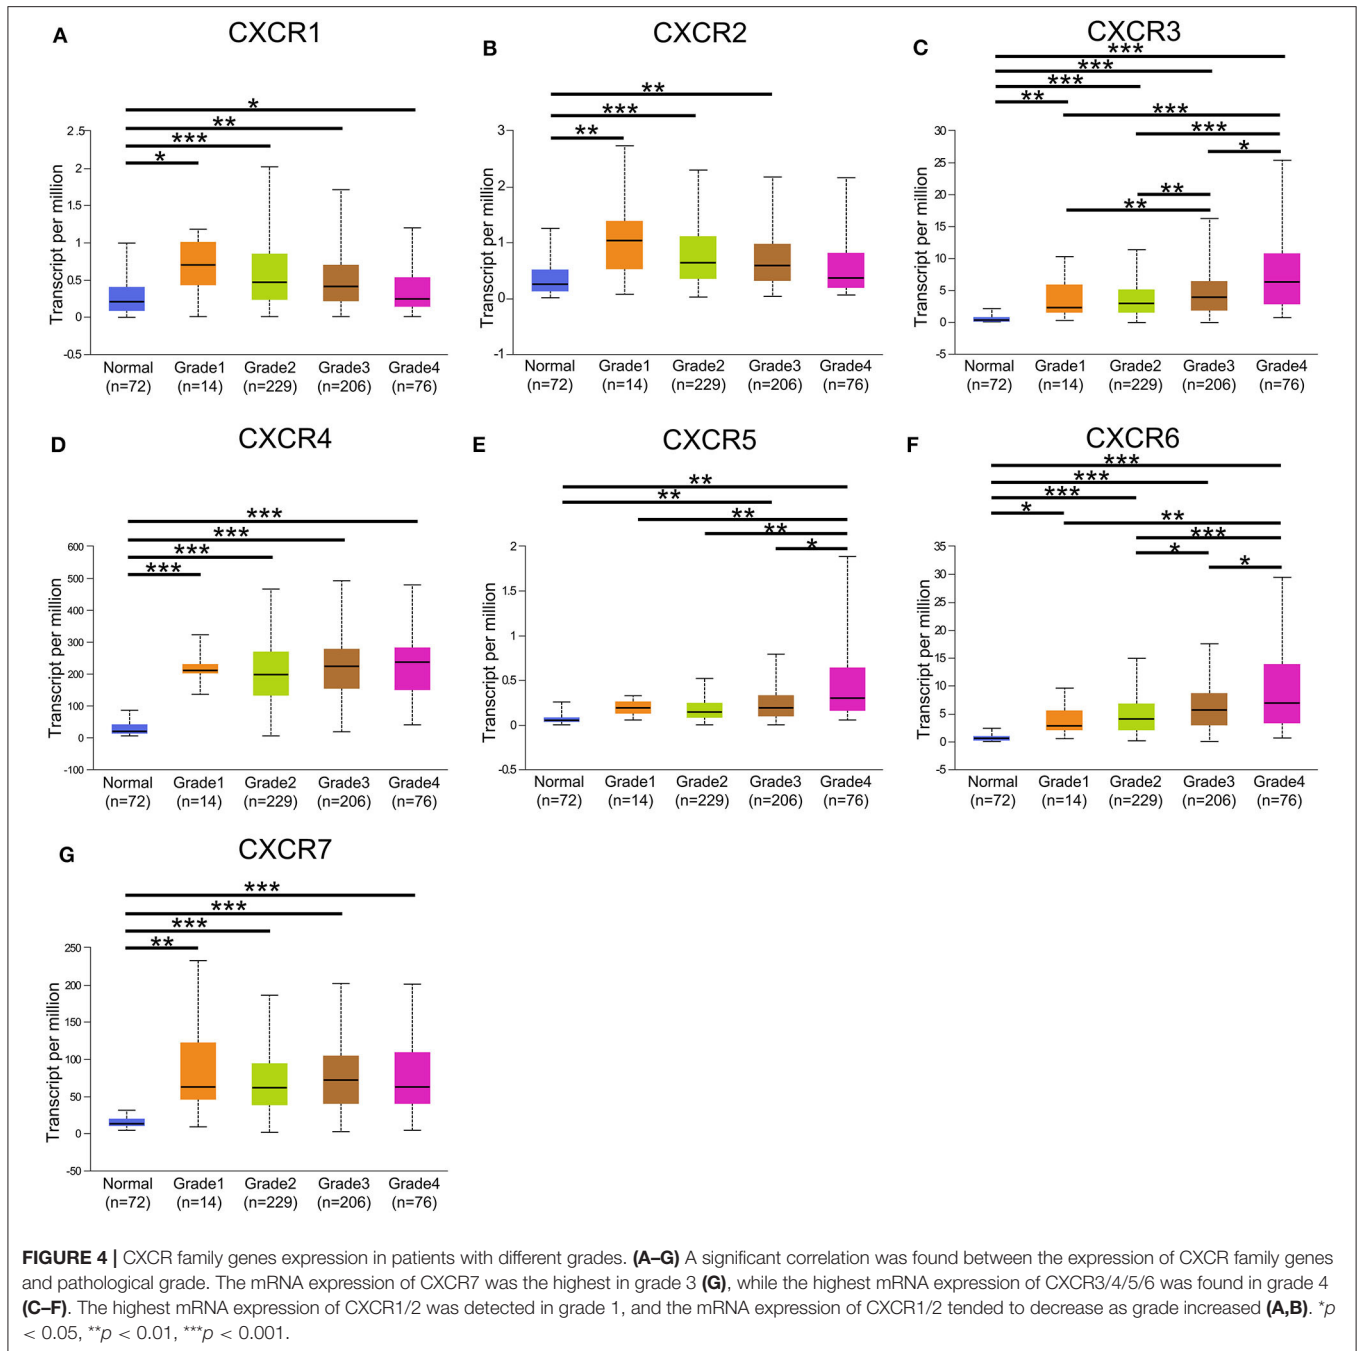 A
CXCR1
*
**
***
*
Transcript per million
2.5
2
1.5
1
0.5
0
-0.5
Normal Grade1 Grade2 Grade3 Grade4
(n=72) (n=14) (n=229) (n=206) (n=76)
B
CXCR2
**
***
**
Transcript per million
3
2
1
0
-1
Normal Grade1 Grade2 Grade3 Grade4
(n=72) (n=14) (n=229) (n=206) (n=76)
C
CXCR3
***
***
***
**
***
***
*
**
**
Transcript per million
30
25
20
15
10
5
0
-5
Normal Grade1 Grade2 Grade3 Grade4
(n=72) (n=14) (n=229) (n=206) (n=76)
D
CXCR4
***
***
***
***
Transcript per million
600
500
400
300
200
100
0
-100
Normal Grade1 Grade2 Grade3 Grade4
(n=72) (n=14) (n=229) (n=206) (n=76)
E
CXCR5
**
**
**
**
*
Transcript per million
2
1
0.5
0
-0.5
Normal Grade1 Grade2 Grade3 Grade4
(n=72) (n=14) (n=229) (n=206) (n=76)
F
CXCR6
***
***
***
*
**
***
*
*
Transcript per million
35
30
25
20
15
10
5
0
-5
Normal Grade1 Grade2 Grade3 Grade4
(n=72) (n=14) (n=229) (n=206) (n=76)
G
CXCR7
***
***
***
**
Transcript per million
250
200
150
100
50
0
-50
Normal Grade1 Grade2 Grade3 Grade4
(n=72) (n=14) (n=229) (n=206) (n=76)
FIGURE 4 | CXCR family genes expression in patients with different grades. (A–G) A significant correlation was found between the expression of CXCR family genes
and pathological grade. The mRNA expression of CXCR7 was the highest in grade 3 (G), while the highest mRNA expression of CXCR3/4/5/6 was found in grade 4
(C–F). The highest mRNA expression of CXCR1/2 was detected in grade 1, and the mRNA expression of CXCR1/2 tended to decrease as grade increased (A,B). *p
< 0.05, **p < 0.01, ***p < 0.001.